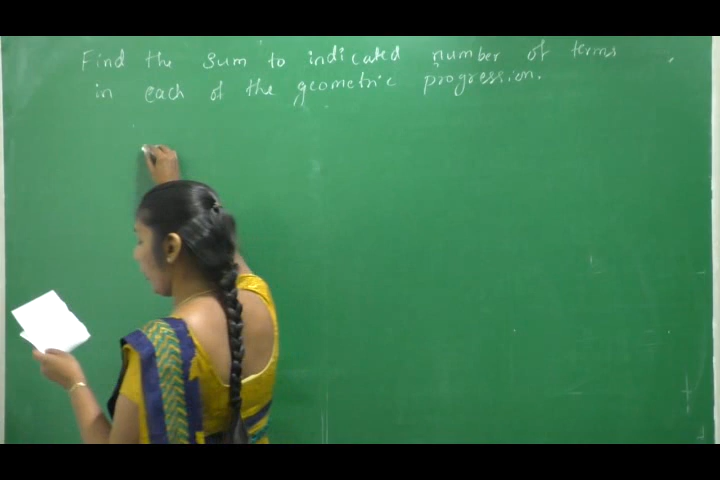 Find the sum to indicated number of terms
in each of the geometric progression.